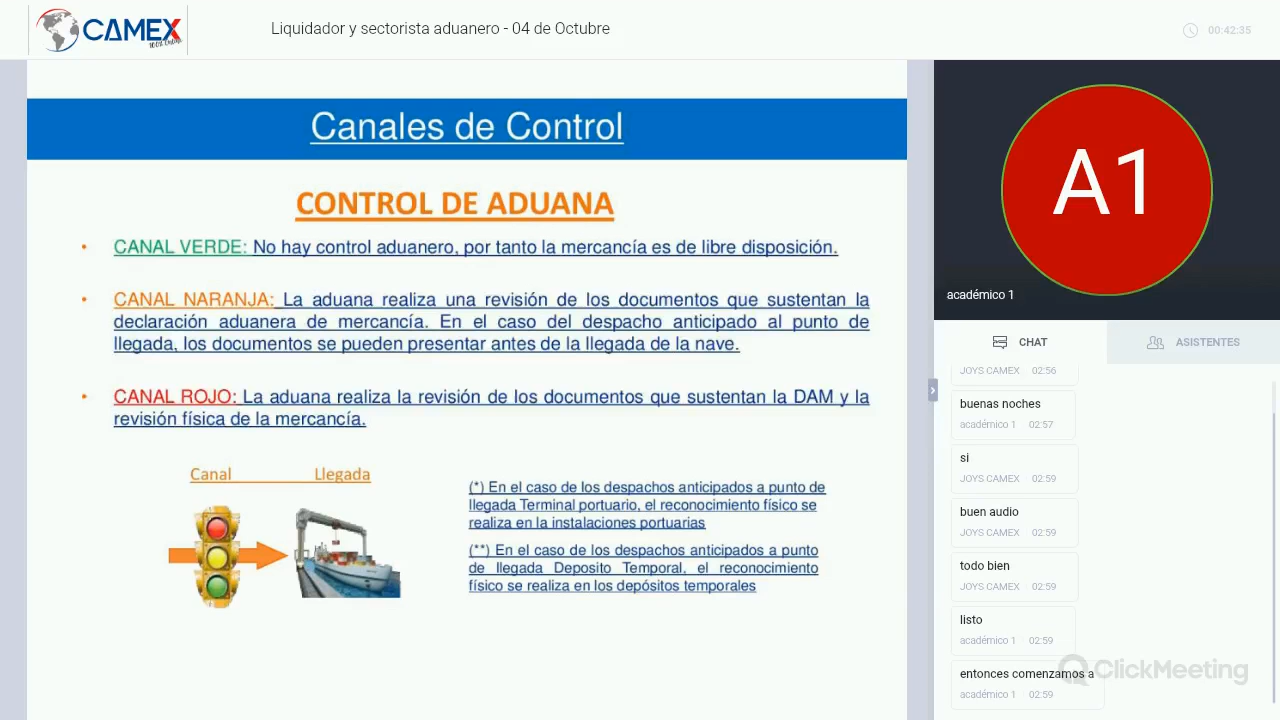 CAMEX
100% Online
Liquidador y sectorista aduanero - 04 de Octubre
00:42:35
Canales de Control
CONTROL DE ADUANA
• CANAL VERDE: No hay control aduanero, por tanto la mercancía es de libre disposición.
• CANAL NARANJA: La aduana realiza una revisión de los documentos que sustentan la
declaración aduanera de mercancía. En el caso del despacho anticipado al punto de
llegada, los documentos se pueden presentar antes de la llegada de la nave.
• CANAL ROJO: La aduana realiza la revisión de los documentos que sustentan la DAM y la
revisión física de la mercancía.
Canal Llegada
(*) En el caso de los despachos anticipados a punto de
llegada Terminal portuario, el reconocimiento físico se
realiza en la instalaciones portuarias
(**) En el caso de los despachos anticipados a punto
de llegada Deposito Temporal, el reconocimiento
físico se realiza en los depósitos temporales
A1
académico 1
CHAT
ASISTENTES
JOYS CAMEX 02:56
buenas noches
académico 1 02:57
si
JOYS CAMEX 02:59
buen audio
JOYS CAMEX 02:59
todo bien
JOYS CAMEX 02:59
listo
académico 1 02:59
entonces comenzamos a
académico 1 02:59
ClickMeeting